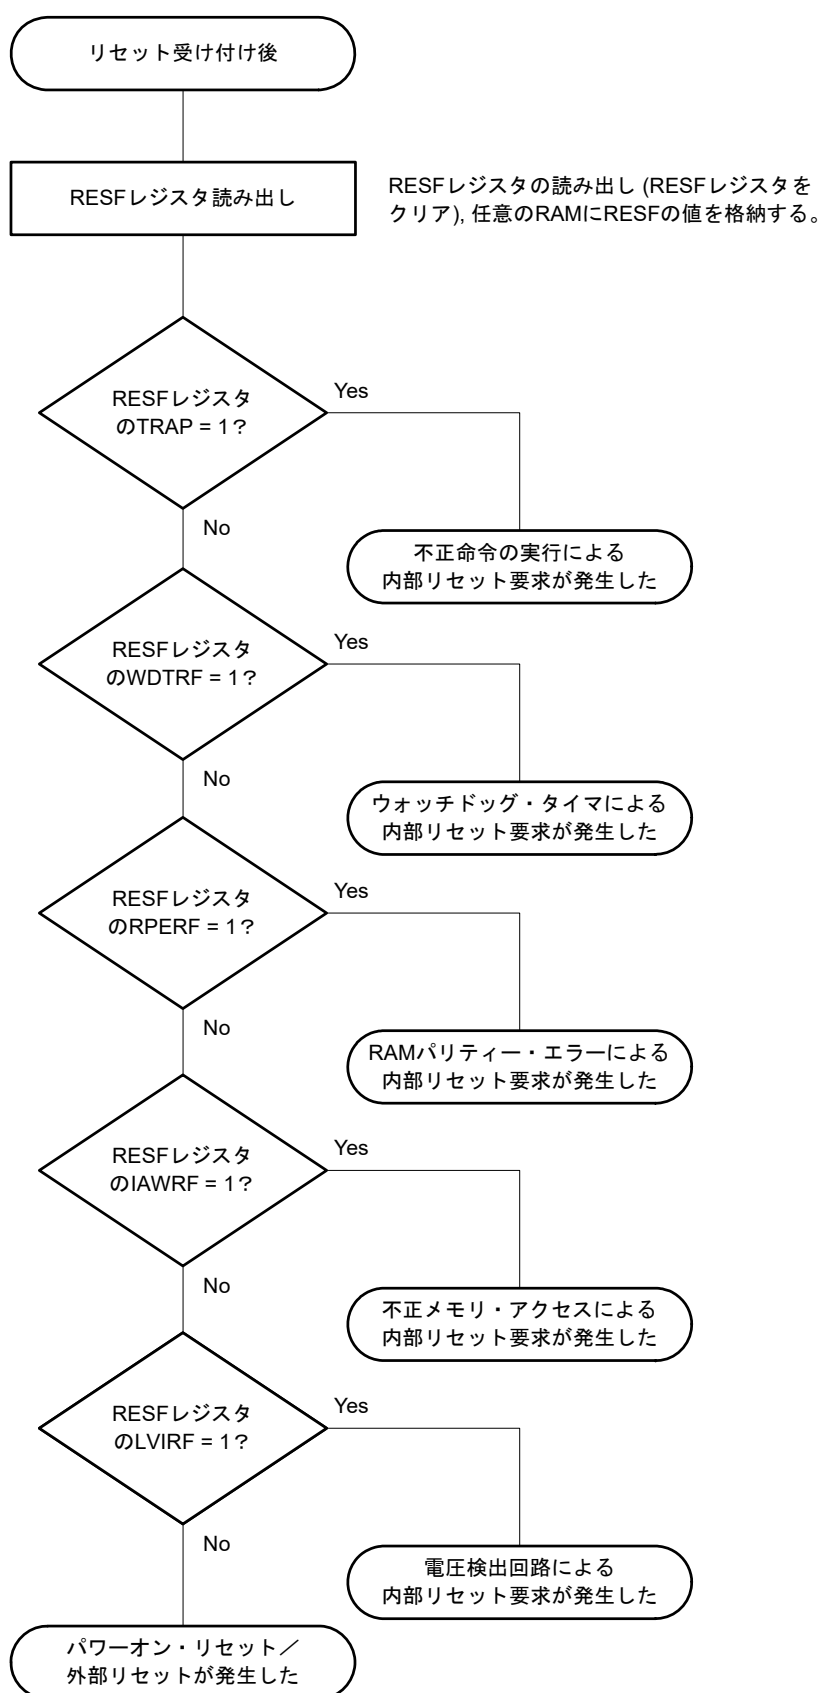 リセット受け付け後
RESFレジスタ読み出し
RESFレジスタの読み出し (RESFレジスタを
クリア), 任意のRAMにRESFの値を格納する。
RESFレジスタ
のTRAP = 1？
Yes
No
不正命令の実行による
内部リセット要求が発生した
RESFレジスタ
のWDTRF = 1？
Yes
No
ウォッチドッグ・タイマによる
内部リセット要求が発生した
RESFレジスタ
のRPERF = 1？
Yes
No
RAMパリティー・エラーによる
内部リセット要求が発生した
RESFレジスタ
のIAWRF = 1？
Yes
No
不正メモリ・アクセスによる
内部リセット要求が発生した
RESFレジスタ
のLVIRF = 1？
Yes
No
電圧検出回路による
内部リセット要求が発生した
パワーオン・リセット／
外部リセットが発生した